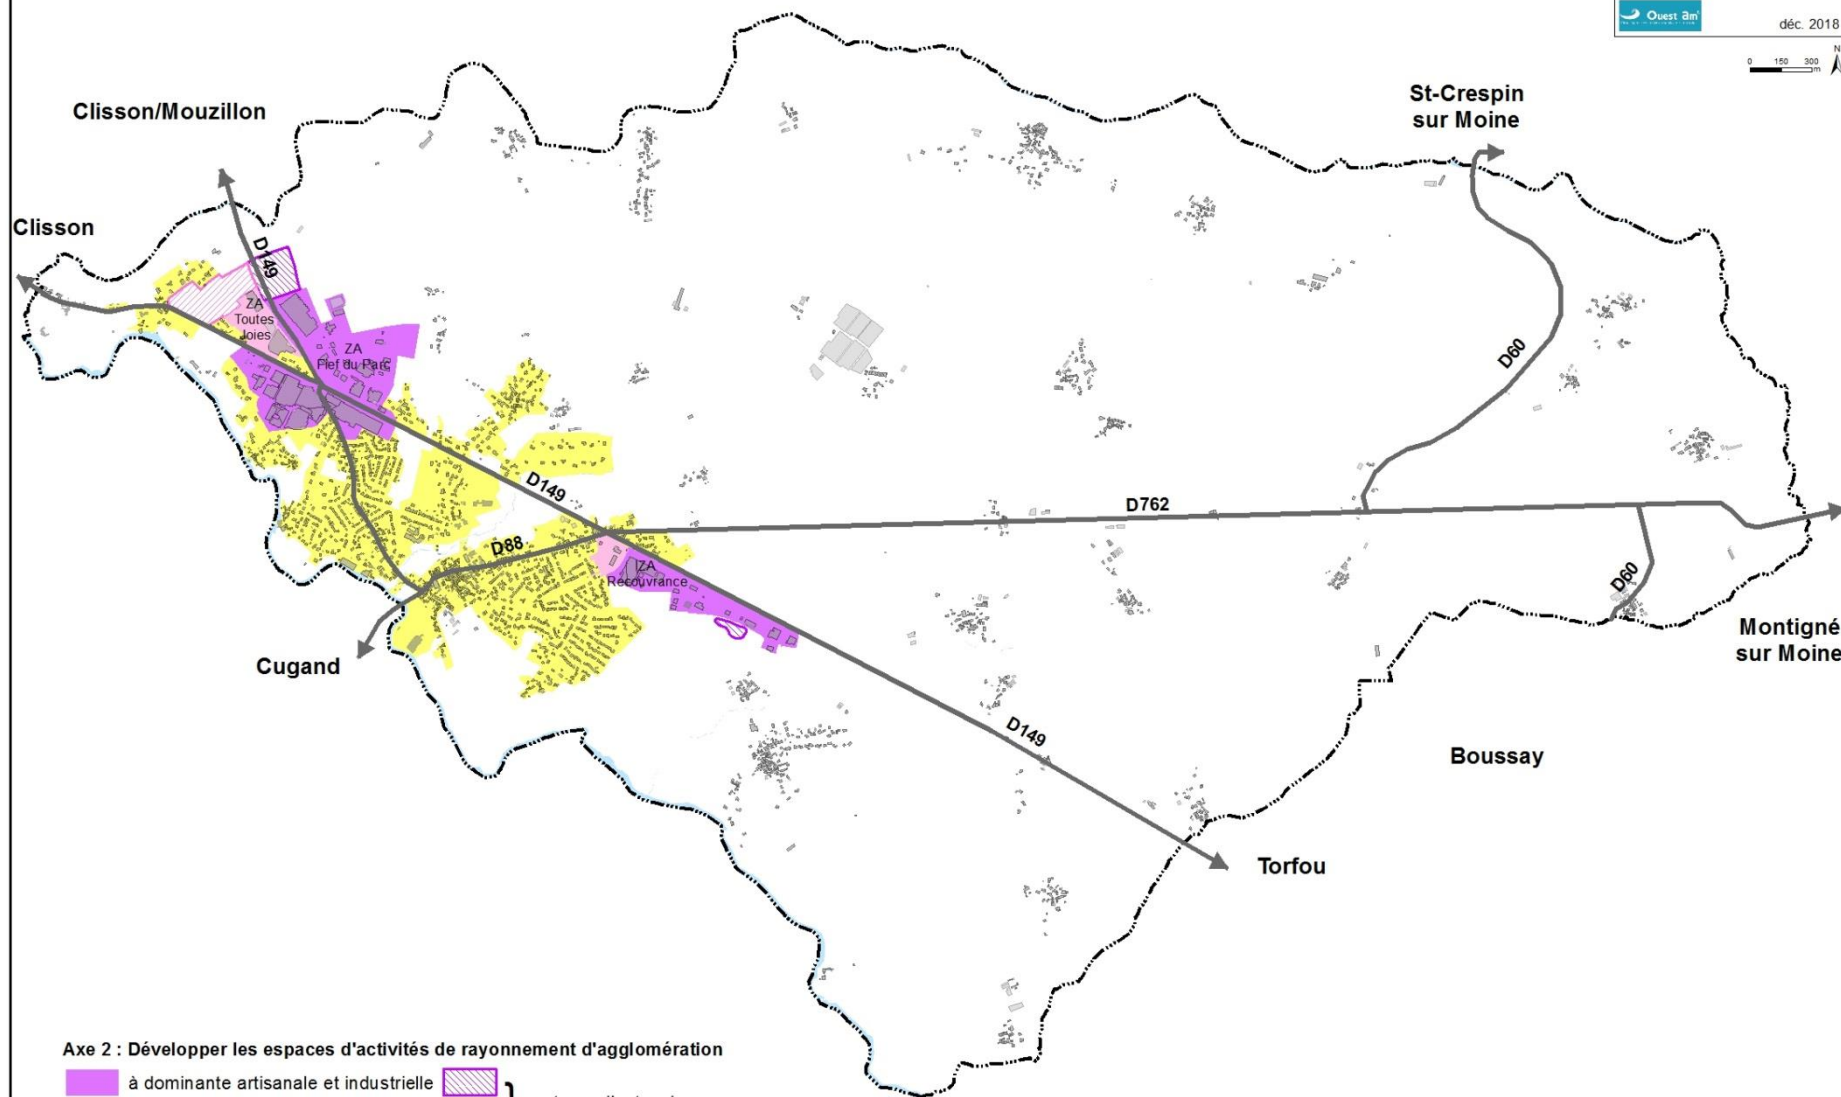 Ouest am'
déc. 2018
N
0 150 300
m
Clisson/Mouzillon
St-Crespin
sur Moine
Clisson
D149
ZA
Toutes
Joies
ZA
Fief du Parc
D60
D149
D762
D88
ZA
Recouvrance
D60
Cugand
Montigné
sur Moine
D149
Boussay
Torfou
Axe 2 : Développer les espaces d'activités de rayonnement d'agglomération
à dominante artisanale et industrielle